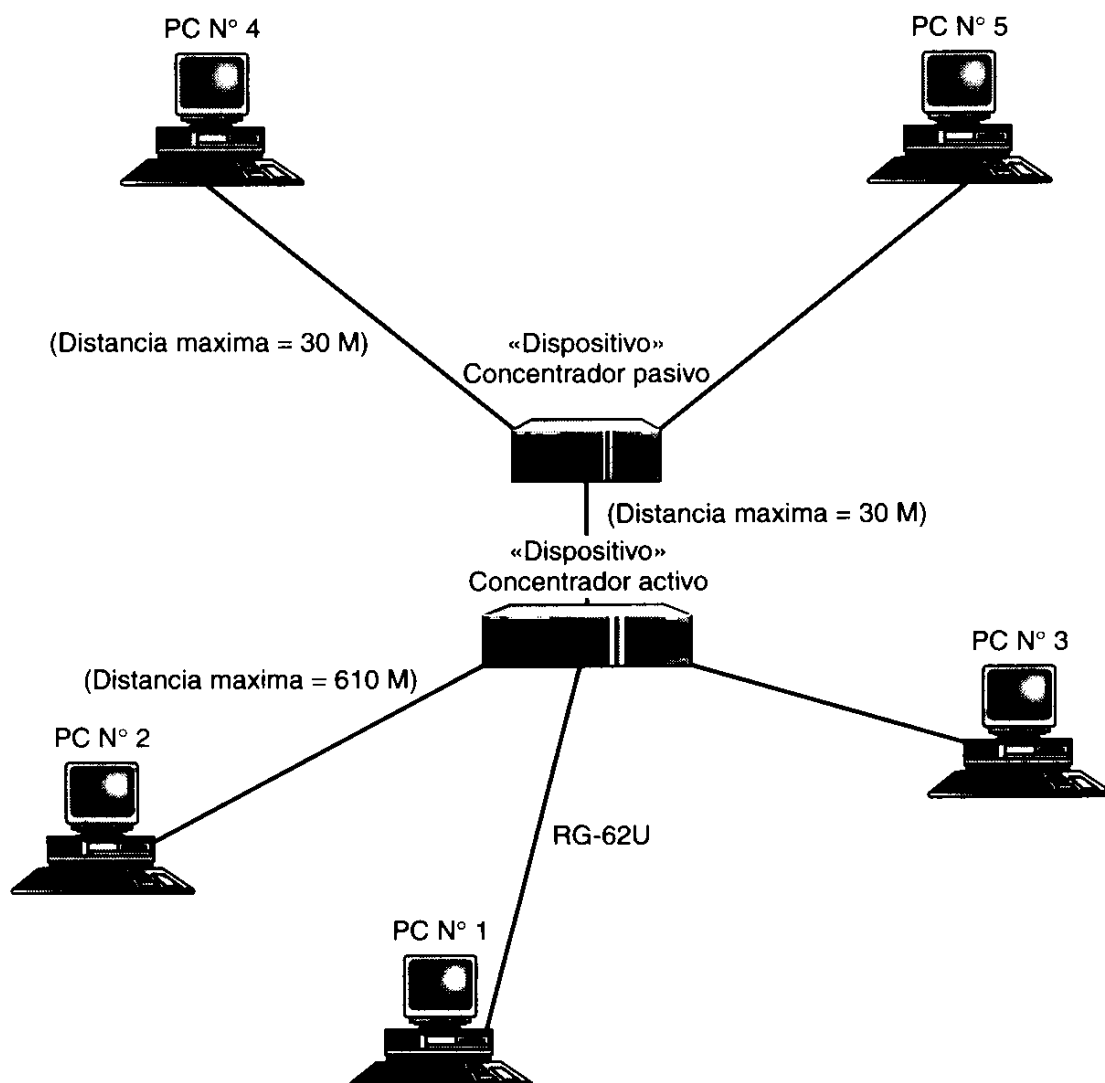 PC N° 4
PC N° 5
(Distancia maxima = 30 M)
«Dispositivo»
Concentrador pasivo
(Distancia maxima = 30 M)
«Dispositivo»
Concentrador activo
(Distancia maxima = 610 M)
PC N° 3
PC N° 2
RG-62U
PC N° 1